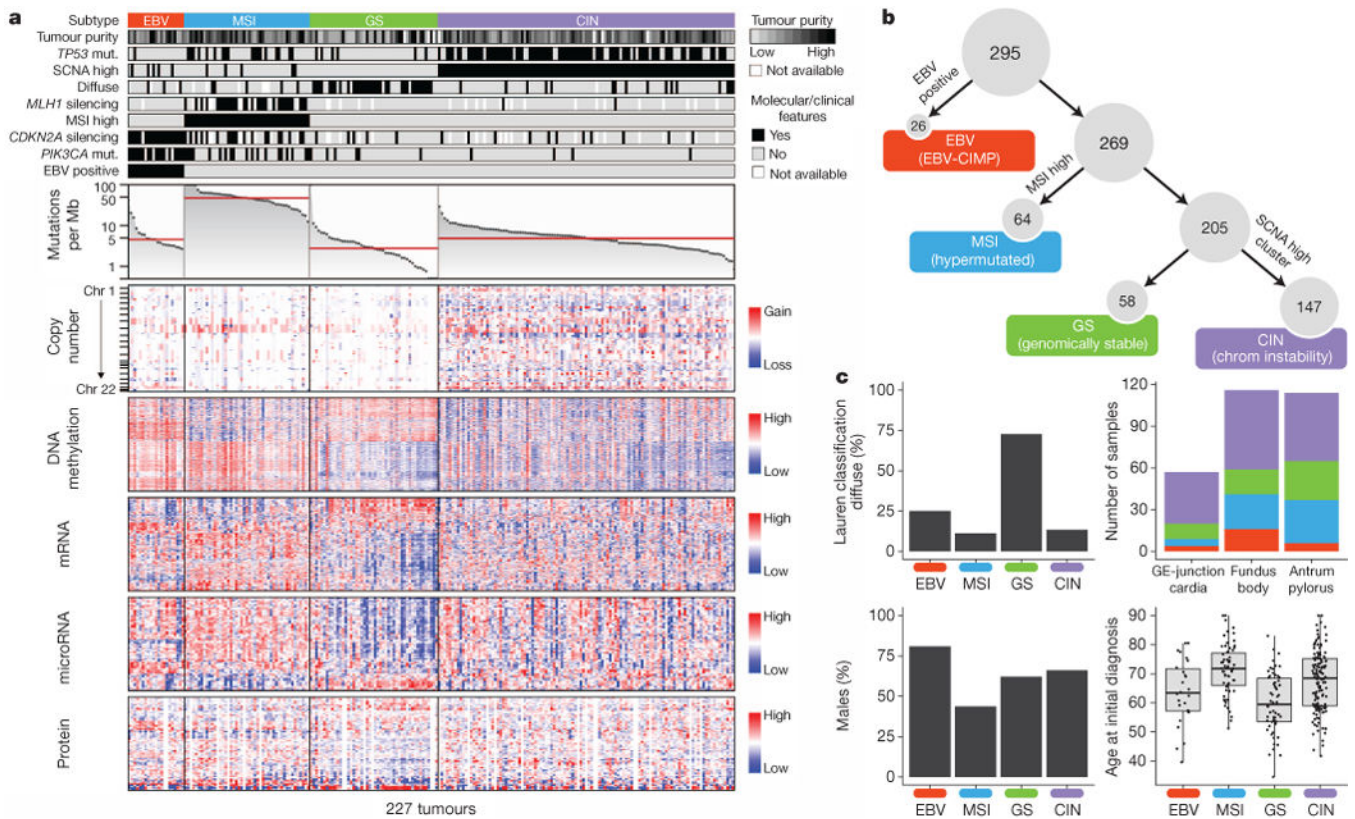 a
Subtype EBV MSI GS CIN
Tumour purity
TP53 mut.
SCNA high
Diffuse
MLH1 silencing
MSI high
CDKN2A silencing
PIK3CA mut.
EBV positive
Mutations
per Mb
100
50
10
5
1
Chr 1
Copy
number
Chr 22
DNA
methylation
mRNA
microRNA
Protein
227 tumours
Tumour purity
Low High
Not available
Molecular/clinical
features
Yes
No
Not available
Gain
Loss
High
Low
High
Low
High
Low
High
Low
b
295
EBV
positive
26
EBV
(EBV-CIMP)
269
MSI high
64
MSI
(hypermutated)
205
SCNA high
cluster
58
GS
(genomically stable)
147
CIN
(chrom instability)
c
Lauren classification
diffuse (%)
100
75
50
25
0
EBV MSI GS CIN
Number of samples
120
90
60
30
0
GE-junction
cardia
Fundus
body
Antrum
pylorus
Males (%)
100
75
50
25
0
EBV MSI GS CIN
Age at initial diagnosis
90
80
70
60
50
40
EBV MSI GS CIN